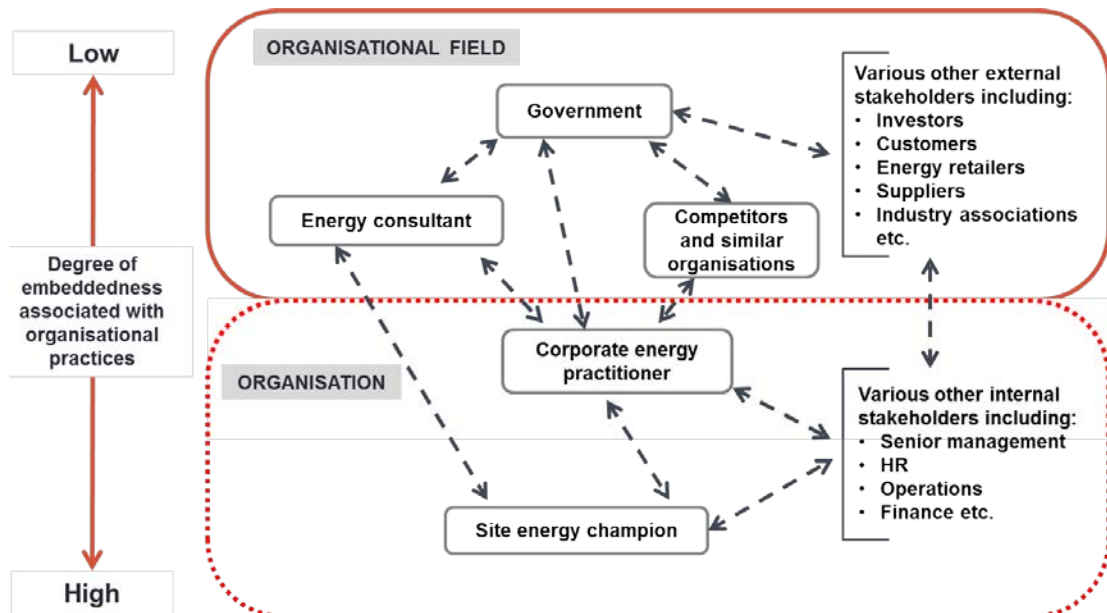 Low
Degree of
embeddedness
associated with
organisational
practices
High
ORGANISATIONAL FIELD
Government
Energy consultant
Competitors
and similar
organisations
Various other external
stakeholders including:
• Investors
• Customers
• Energy retailers
• Suppliers
• Industry associations
etc.
ORGANISATION
Corporate energy
practitioner
Site energy champion
Various other internal
stakeholders including:
• Senior management
• HR
• Operations
• Finance etc.